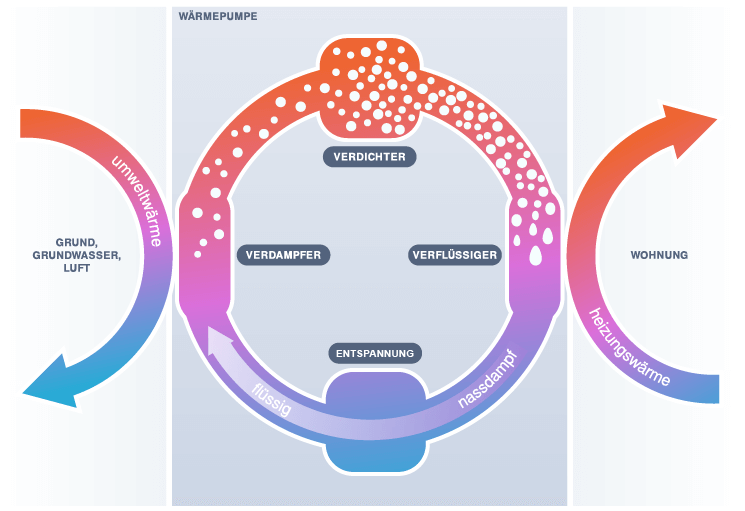 WÄRMEPUMPE
VERDICHTER
umweltwärme
GRUND,
GRUNDWASSER,
LUFT
VERDAMPFER
VERFLÜSSIGER
WOHNUNG
heizungswärme
ENTSPANNUNG
flüssig
nassdampf